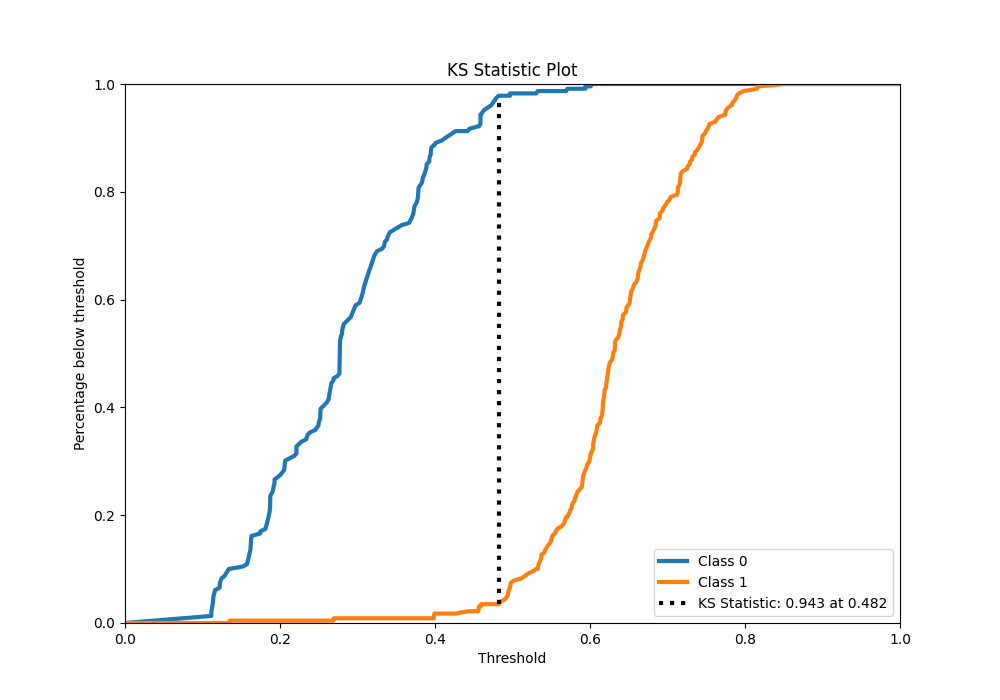 KS Statistic Plot
1.0
0.8
0.6
0.4
0.2
0.0
Percentage below threshold
0.0 0.2 0.4 0.6 0.8 1.0
Threshold
Class 0
Class 1
KS Statistic: 0.943 at 0.482